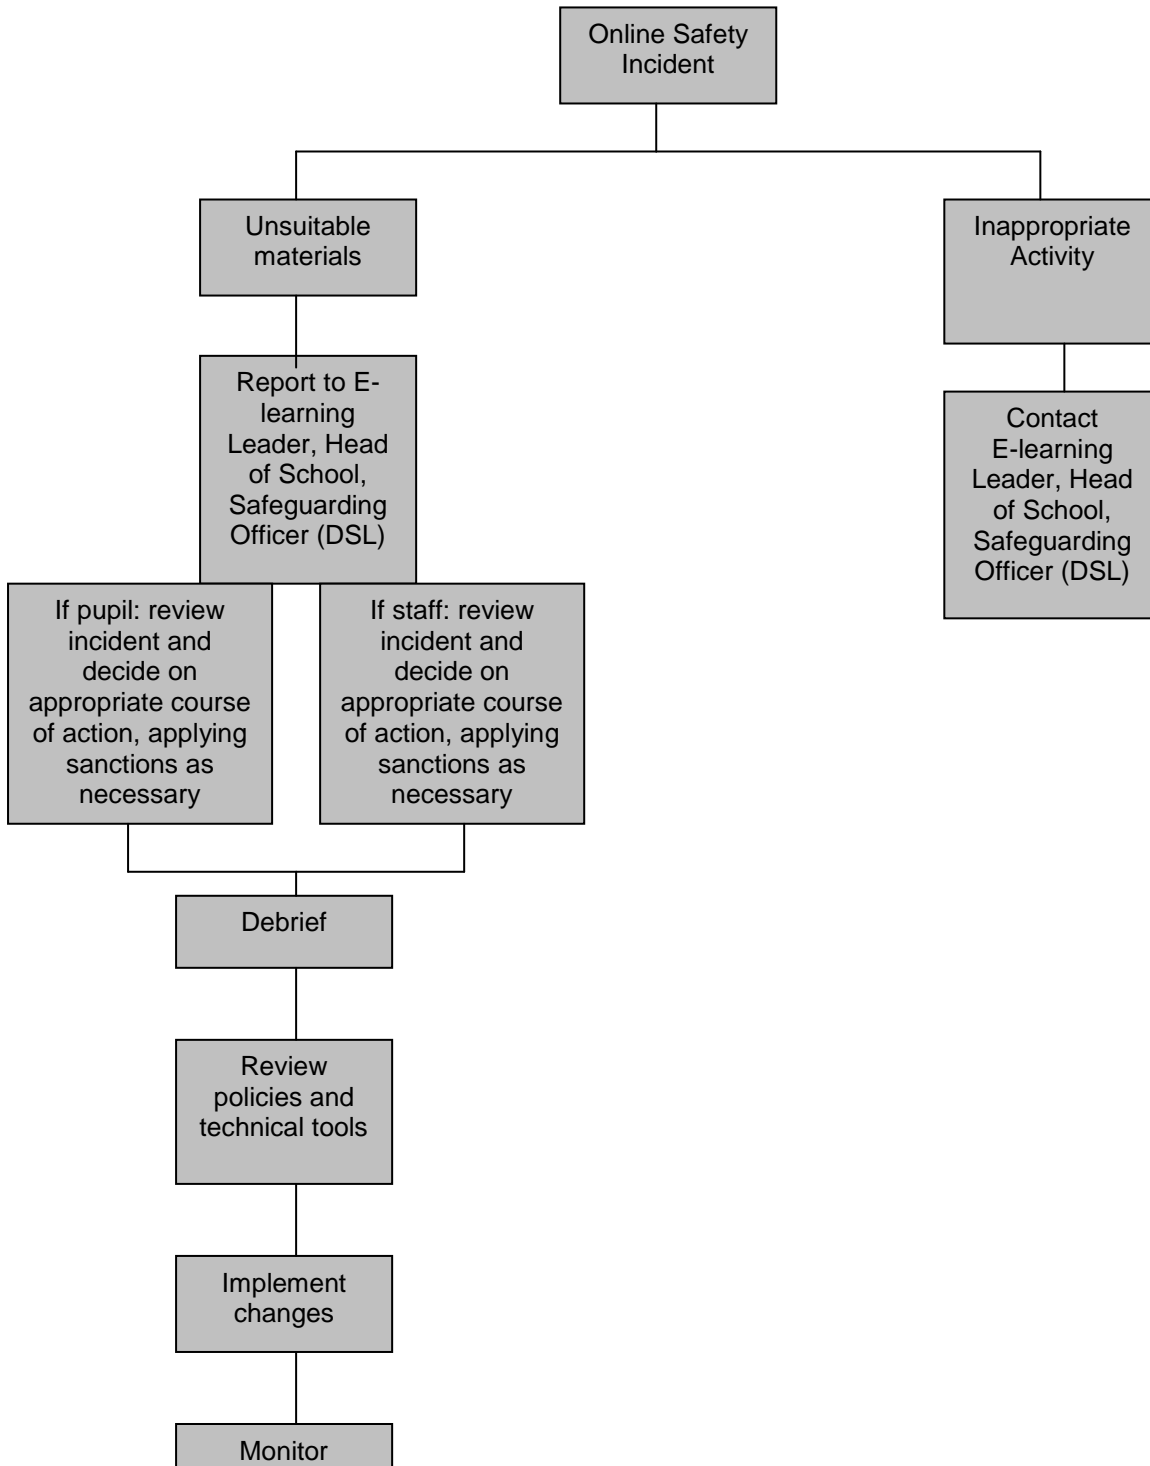 Online Safety
Incident
Unsuitable
materials
Inappropriate
Activity
Report to E-
learning
Leader, Head
of School,
Safeguarding
Officer (DSL)
Contact
E-learning
Leader, Head
of School,
Safeguarding
Officer (DSL)
If pupil: review
incident and
decide on
appropriate course
of action, applying
sanctions as
necessary
If staff: review
incident and
decide on
appropriate course
of action, applying
sanctions as
necessary
Debrief
Review
policies and
technical tools
Implement
changes
Monitor